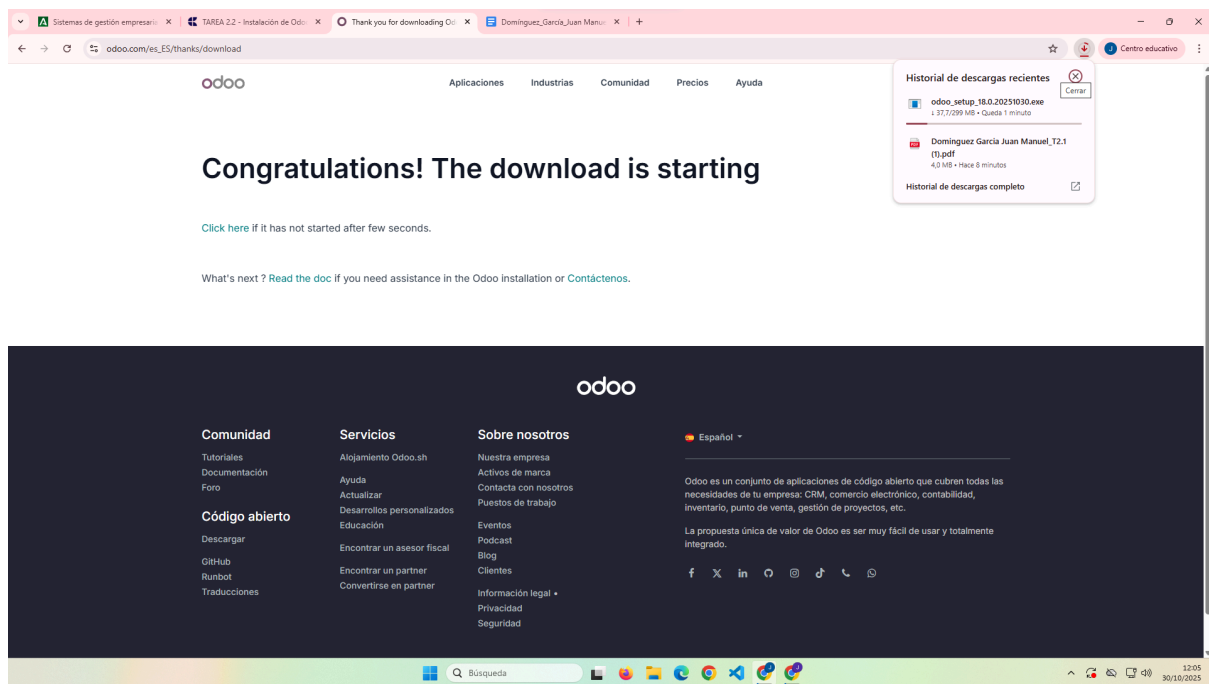 Sistemas de gestión empresaria
TAREA 2.2 - Instalación de Odo
Thank you for downloading Od
Domínguez_García_Juan Manue
odoo.com/es_ES/thanks/download
Centro educativo
odoo
Aplicaciones
Industrias
Comunidad
Precios
Ayuda
Historial de descargas recientes
Cerrar
odoo_setup_18.0.20251030.exe
↓ 37,7/299 MB • Queda 1 minuto
Dominguez Garcia Juan Manuel_T2.1
(1).pdf
4,0 MB • Hace 8 minutos
Historial de descargas completo
Congratulations! The download is starting
Click here if it has not started after few seconds.
What's next ? Read the doc if you need assistance in the Odoo installation or Contáctenos.
odoo
Comunidad
Tutoriales
Documentación
Foro
Código abierto
Descargar
GitHub
Runbot
Traducciones
Servicios
Alojamiento Odoo.sh
Ayuda
Actualizar
Desarrollos personalizados
Educación
Encontrar un asesor fiscal
Encontrar un partner
Convertirse en partner
Sobre nosotros
Nuestra empresa
Activos de marca
Contacta con nosotros
Puestos de trabajo
Eventos
Podcast
Blog
Clientes
Información legal •
Privacidad
Seguridad
Español
Odoo es un conjunto de aplicaciones de código abierto que cubren todas las
necesidades de tu empresa: CRM, comercio electrónico, contabilidad,
inventario, punto de venta, gestión de proyectos, etc.
La propuesta única de valor de Odoo es ser muy fácil de usar y totalmente
integrado.
Búsqueda
12:05
30/10/2025